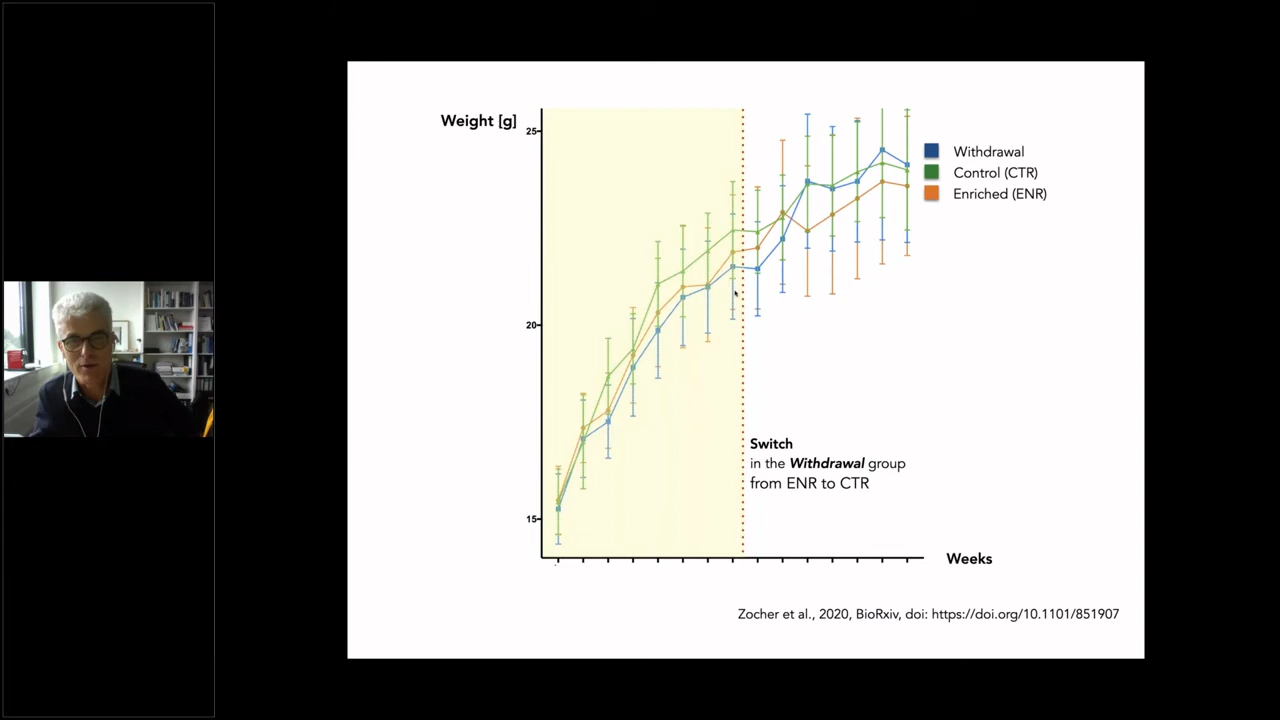 Weight [g]
25
20
15
Withdrawal
Control (CTR)
Enriched (ENR)
Switch
in the Withdrawal group
from ENR to CTR
Weeks
Zocher et al., 2020, BioRxiv, doi: https://doi.org/10.1101/851907